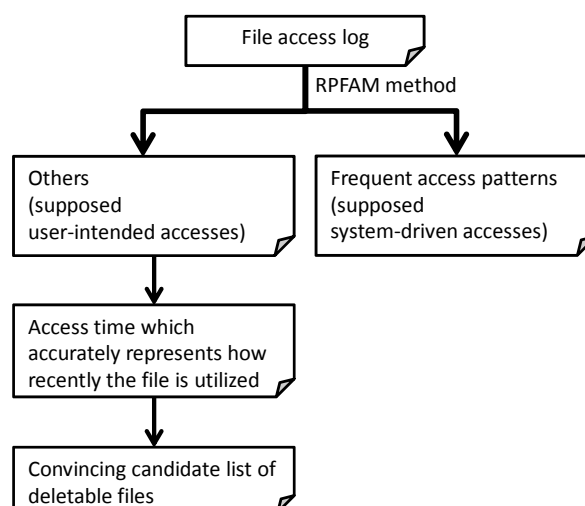 File access log
RPFAM method
Others
(supposed
user-intended accesses)
Frequent access patterns
(supposed
system-driven accesses)
Access time which
accurately represents how
recently the file is utilized
Convincing candidate list of
deletable files